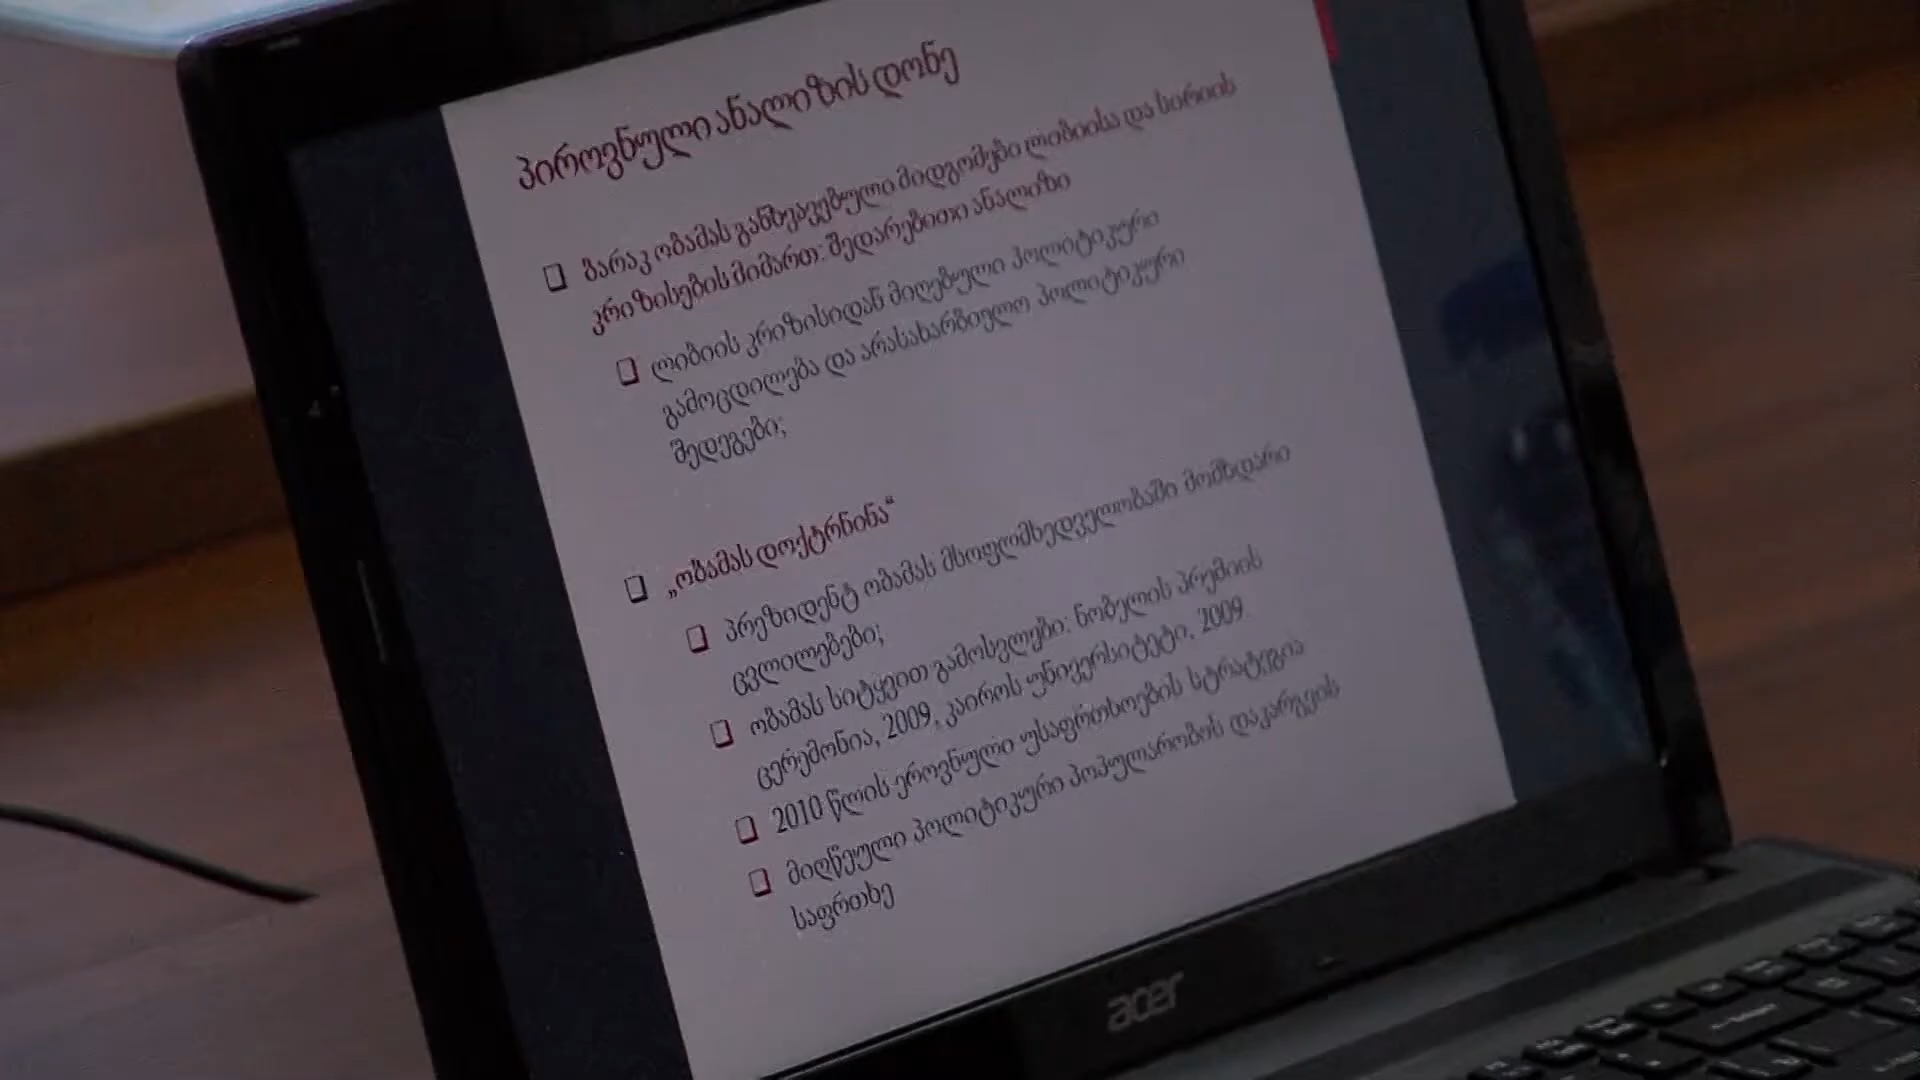 პიროვნული ანალიზის დონე
ბარაკ ობამას განსხვავებული მიდგომები ლიბიისა და სირიის
კრიზისების მიმართ: შედარებითი ანალიზი
ლიბიის კრიზისიდან მიღებული პოლიტიკური
გამოცდილება და არასახარბიელო პოლიტიკური
შედეგები;
„ობამას დოქტრინა“
პრეზიდენტ ობამას მსოფლმხედველობაში მომხდარი
ცვლილებები;
ობამას სიტყვით გამოსვლები: ნობელის პრემიის
ცერემონია, 2009, კაიროს უნივერსიტეტი, 2009.
2010 წლის ეროვნული უსაფრთხოების სტრატეგია
მიღწეული პოლიტიკური პოპულარობის დაკარგვის
საფრთხე
acer